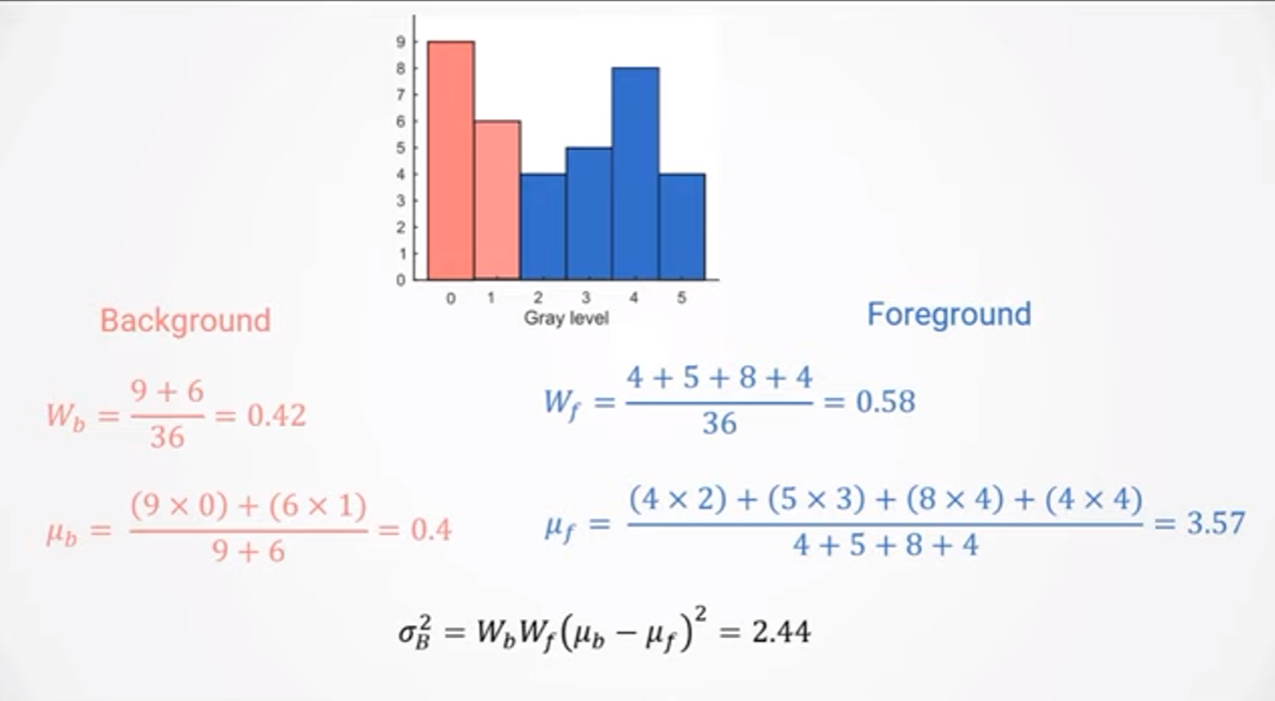 9
8
7
6
5
4
3
2
1
0
0 1 2 3 4 5
Gray level
Background
W_b = (9 + 6) / 36 = 0.42
μ_b = ((9 × 0) + (6 × 1)) / (9 + 6) = 0.4
Foreground
W_f = (4 + 5 + 8 + 4) / 36 = 0.58
μ_f = ((4 × 2) + (5 × 3) + (8 × 4) + (4 × 4)) / (4 + 5 + 8 + 4) = 3.57
σ_B^2 = W_b W_f (μ_b − μ_f)^2 = 2.44